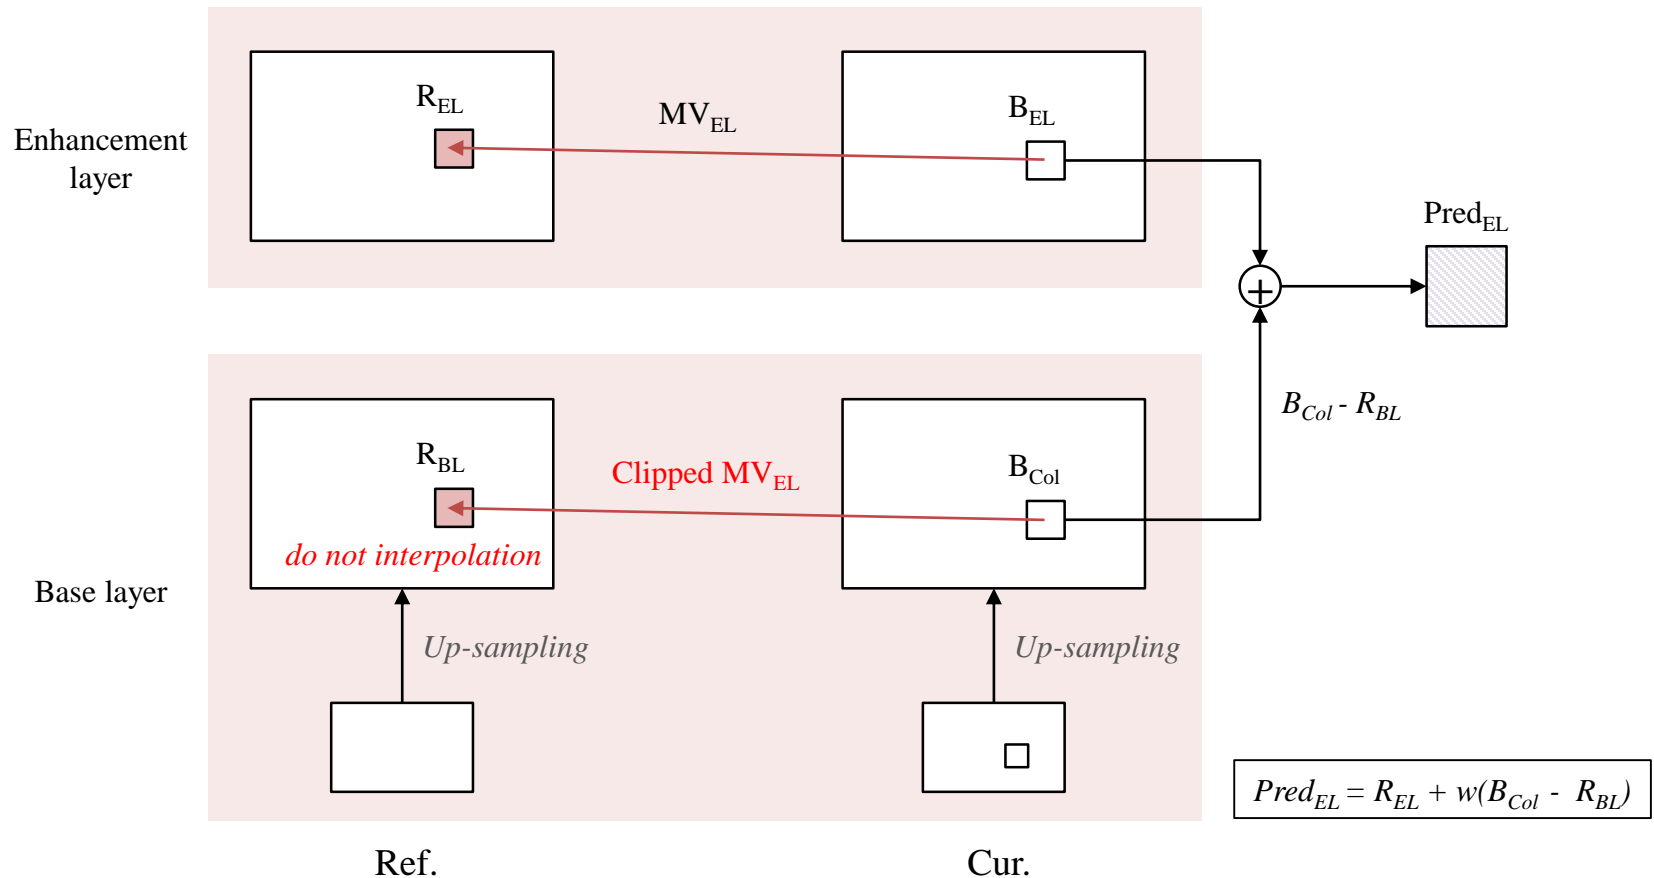 Enhancement
layer
R_EL
MV_EL
B_EL
Pred_EL
Base layer
R_BL
Clipped MV_EL
B_Col
do not interpolation
B_Col - R_BL
Up-sampling
Up-sampling
Pred_EL = R_EL + w(B_Col - R_BL)
Ref.
Cur.